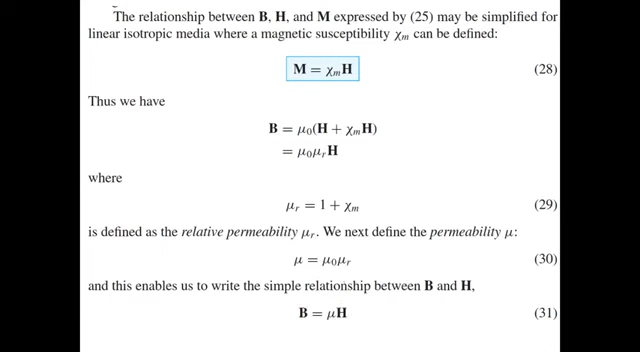 The relationship between B, H, and M expressed by (25) may be simplified for
linear isotropic media where a magnetic susceptibility χm can be defined:
M = χmH (28)
Thus we have
B = μ0(H + χmH)
= μ0μrH
where
μr = 1 + χm (29)
is defined as the relative permeability μr. We next define the permeability μ:
μ = μ0μr (30)
and this enables us to write the simple relationship between B and H,
B = μH (31)